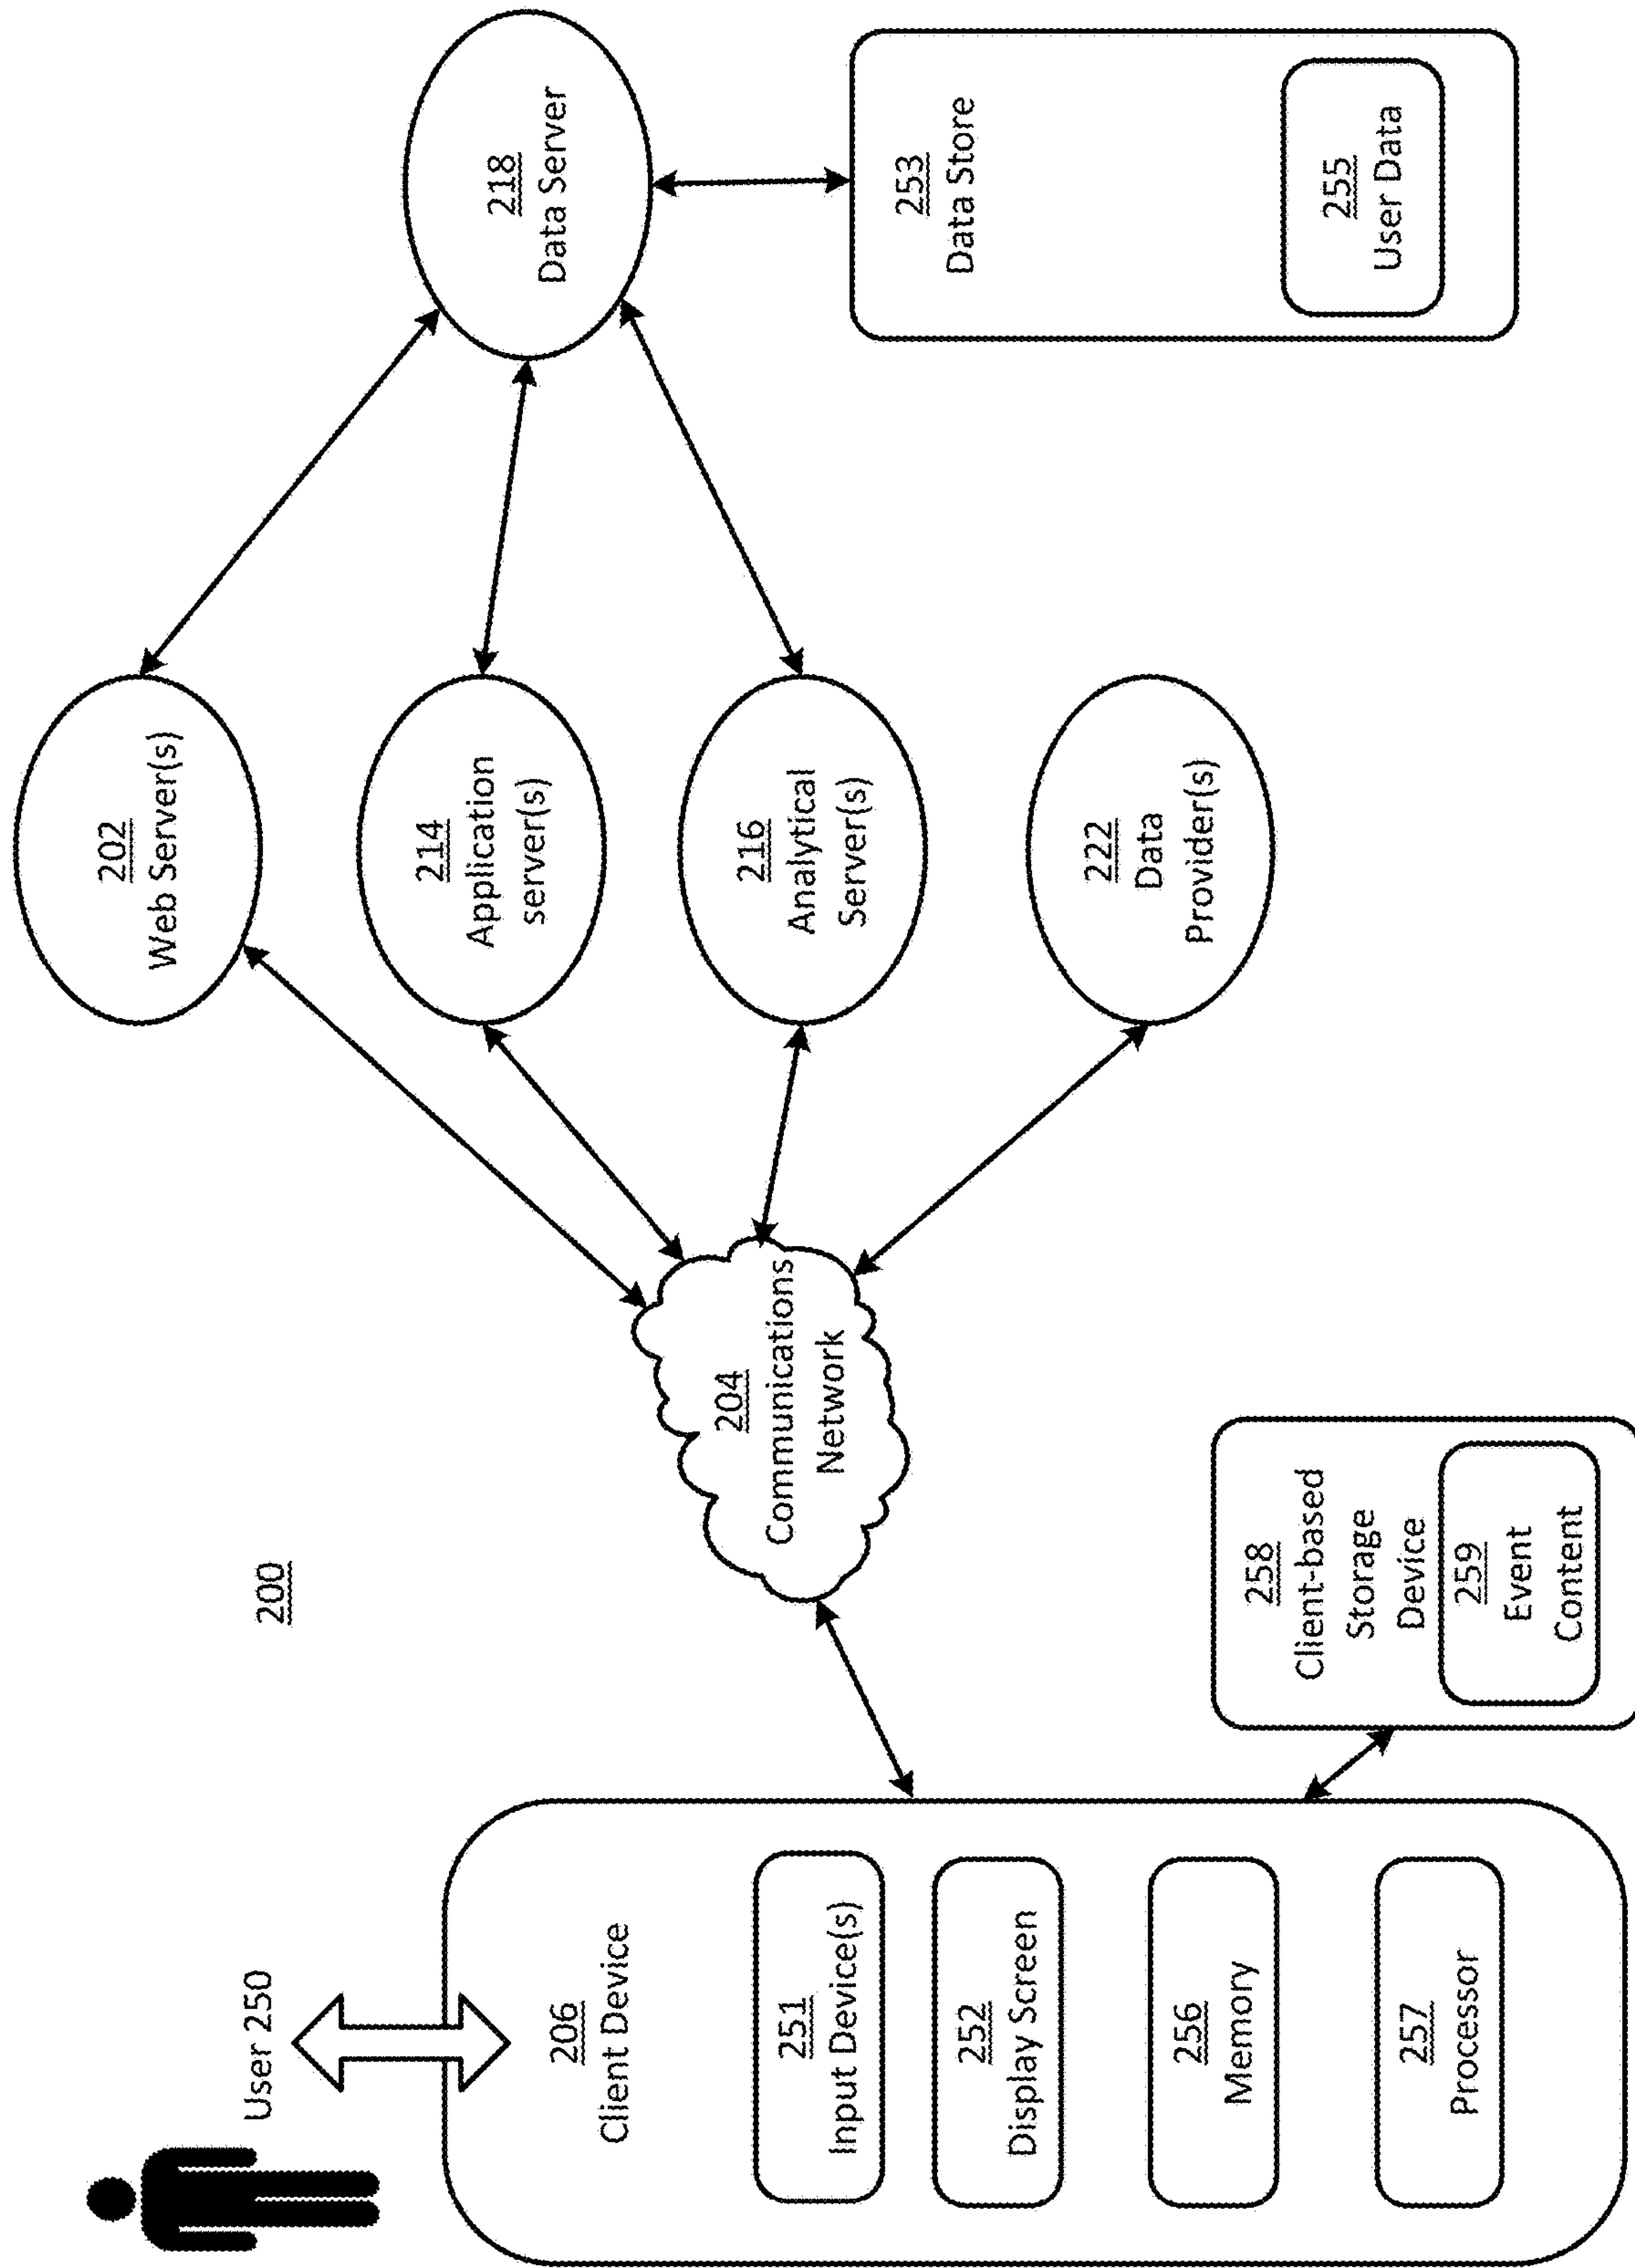 200
User 250
206
Client Device
251
Input Device(s)
252
Display Screen
256
Memory
257
Processor
258
Client-based
Storage
Device
259
Event
Content
204
Communications
Network
202
Web Server(s)
214
Application
server(s)
216
Analytical
Server(s)
222
Data
Provider(s)
218
Data Server
253
Data Store
255
User Data